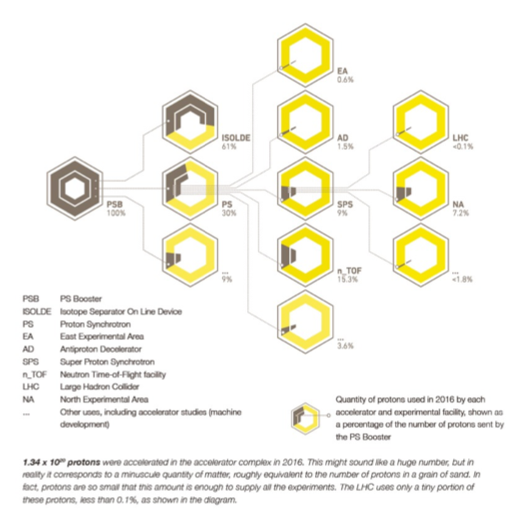 EA
0.6%
ISOLDE
61%
AD
1.5%
LHC
<0.1%
PSB
100%
PS
30%
SPS
9%
NA
7.2%
...
9%
n_TOF
15.3%
...
<1.8%
...
3.6%
PSB PS Booster
ISOLDE Isotope Separator On Line Device
PS Proton Synchrotron
EA East Experimental Area
AD Antiproton Decelerator
SPS Super Proton Synchrotron
n_TOF Neutron Time-of-Flight facility
LHC Large Hadron Collider
NA North Experimental Area
... Other uses, including accelerator studies (machine
development)
Quantity of protons used in 2016 by each
accelerator and experimental facility, shown as
a percentage of the number of protons sent by
the PS Booster
1.34 x 10²⁰ protons were accelerated in the accelerator complex in 2016. This might sound like a huge number, but in
reality it corresponds to a minuscule quantity of matter, roughly equivalent to the number of protons in a grain of sand. In
fact, protons are so small that this amount is enough to supply all the experiments. The LHC uses only a tiny portion of
these protons, less than 0.1%, as shown in the diagram.